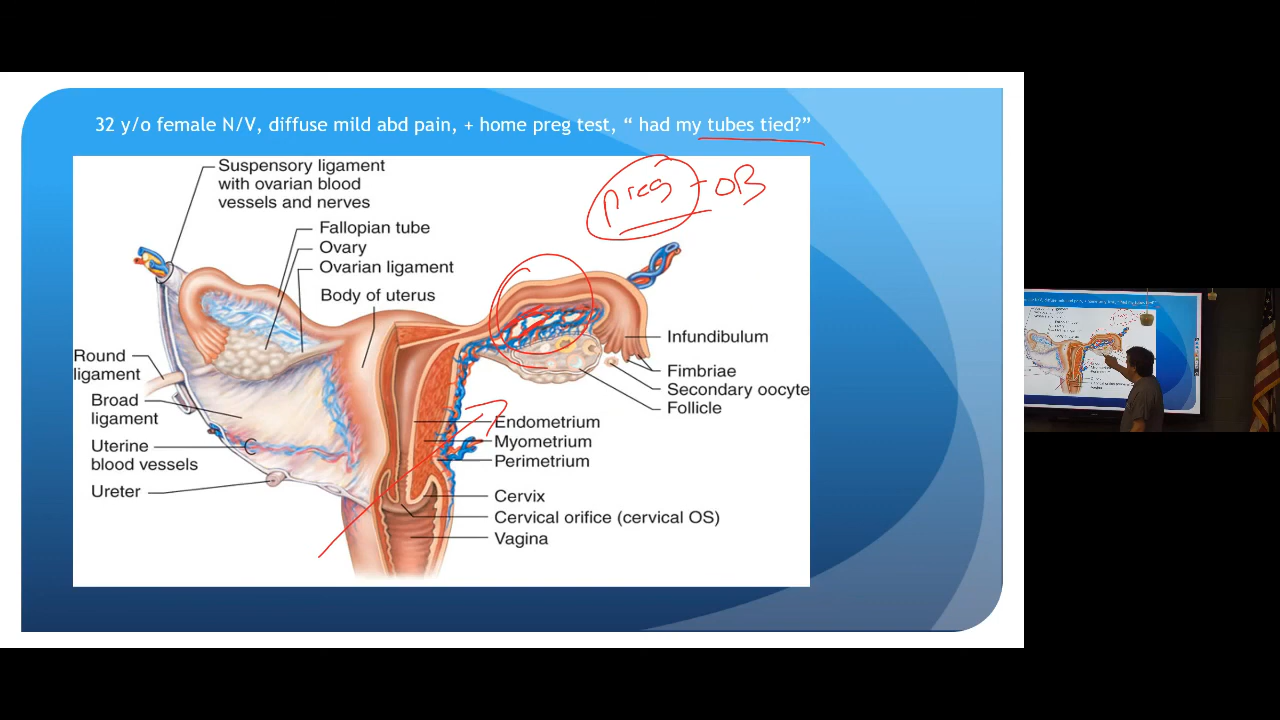 32 y/o female N/V, diffuse mild abd pain, + home preg test, “ had my tubes tied?”
Suspensory ligament
with ovarian blood
vessels and nerves
Fallopian tube
Ovary
Ovarian ligament
Body of uterus
Round
ligament
Broad
ligament
Uterine
blood vessels
Ureter
preg - OB
Infundibulum
Fimbriae
Secondary oocyte
Follicle
Endometrium
Myometrium
Perimetrium
Cervix
Cervical orifice (cervical OS)
Vagina